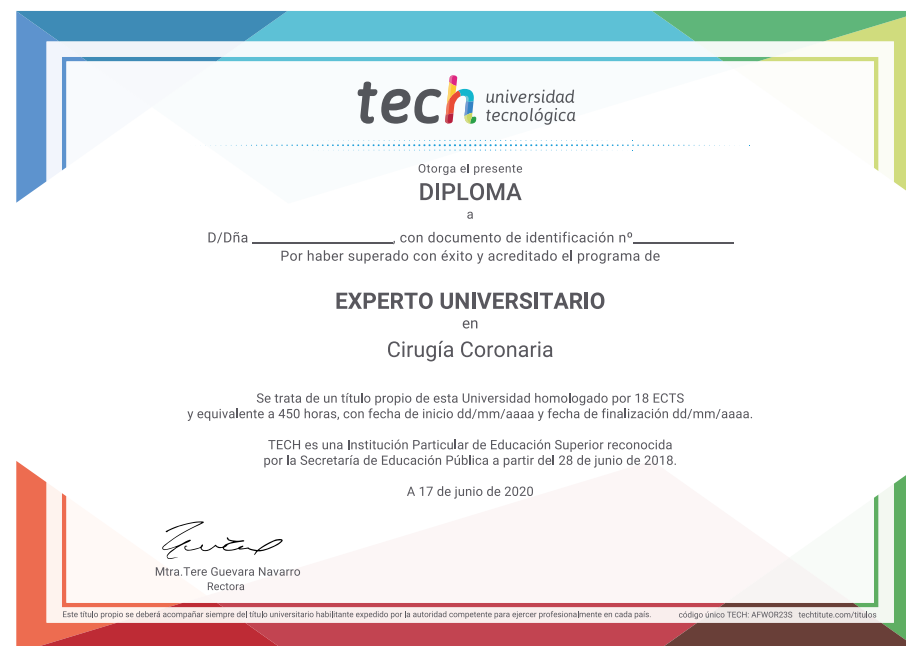 tech universidad
tecnológica
Otorga el presente
DIPLOMA
a
D/Dña ____________________, con documento de identificación nº______________
Por haber superado con éxito y acreditado el programa de
EXPERTO UNIVERSITARIO
en
Cirugía Coronaria
Se trata de un título propio de esta Universidad homologado por 18 ECTS
y equivalente a 450 horas, con fecha de inicio dd/mm/aaaa y fecha de finalización dd/mm/aaaa.
TECH es una Institución Particular de Educación Superior reconocida
por la Secretaría de Educación Pública a partir del 28 de junio de 2018.
A 17 de junio de 2020
Mtra.Tere Guevara Navarro
Rectora
Este título propio se deberá acompañar siempre del título universitario habilitante expedido por la autoridad competente para ejercer profesionalmente en cada país. código único TECH: AFWOR23S techtitute.com/titulos